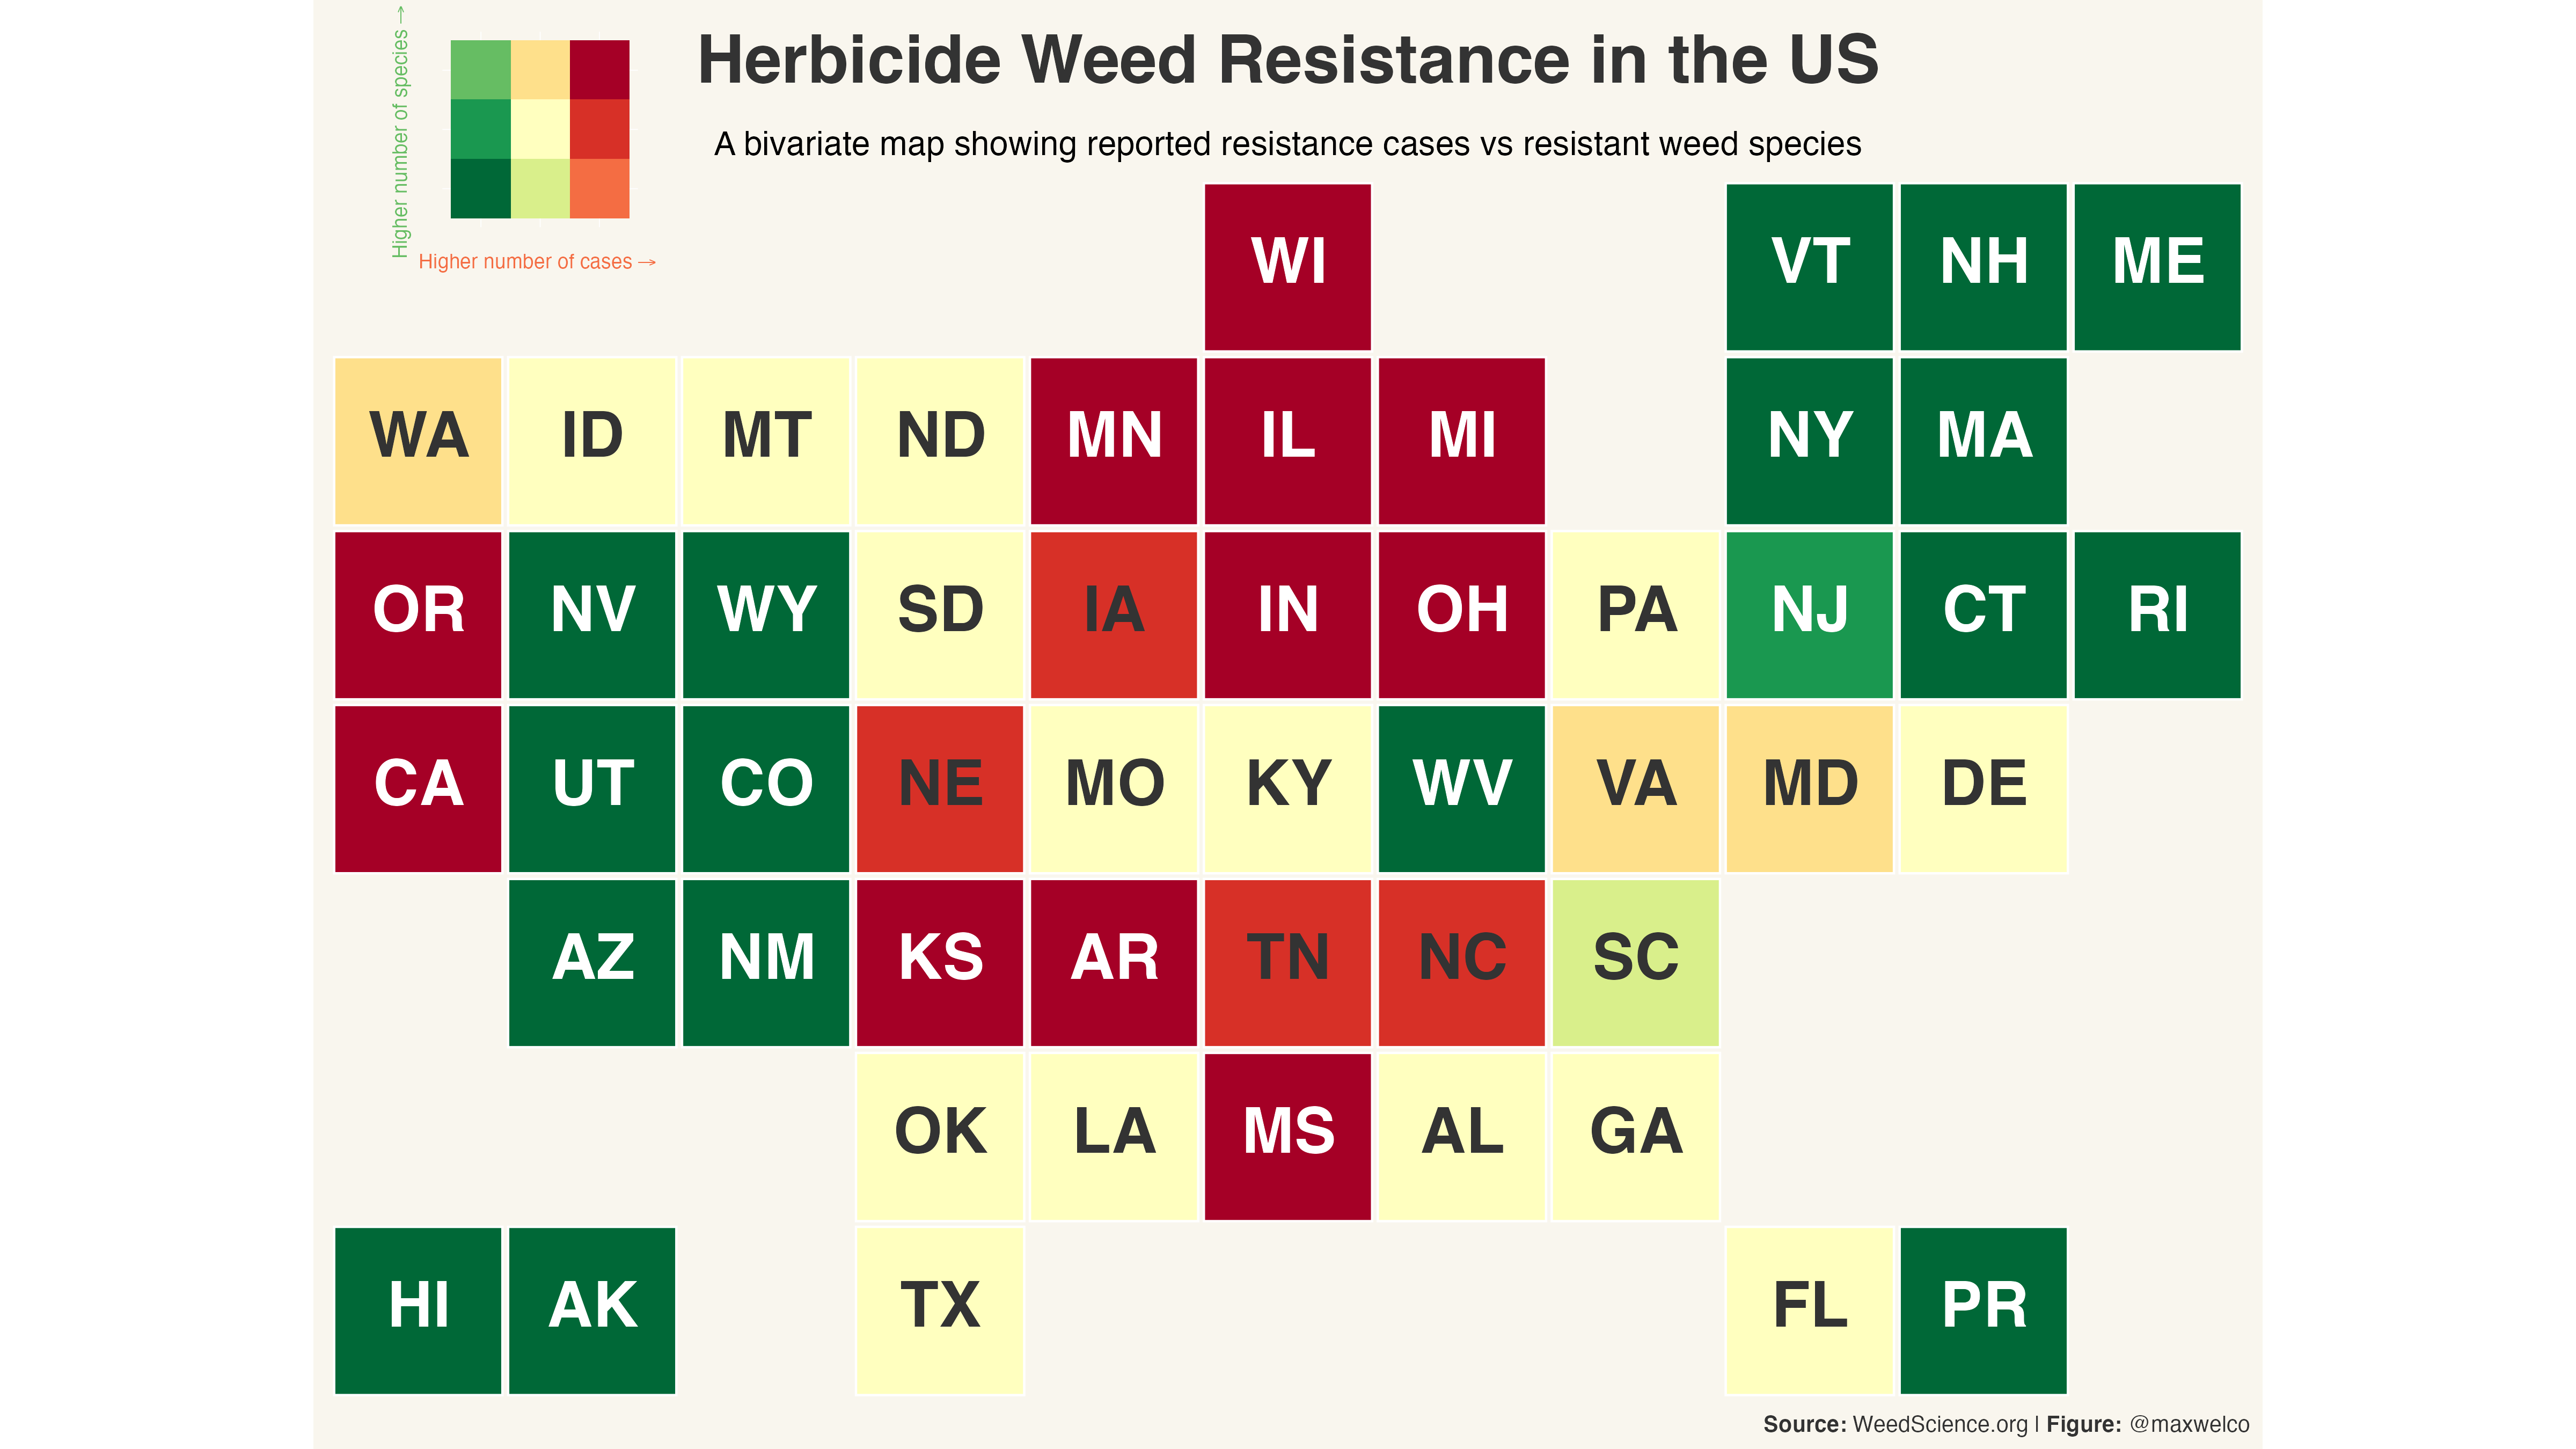 Herbicide Weed Resistance in the US
A bivariate map showing reported resistance cases vs resistant weed species
Higher number of species →
Higher number of cases →
WI VT NH ME
WA ID MT ND MN IL MI NY MA
OR NV WY SD IA IN OH PA NJ CT RI
CA UT CO NE MO KY WV VA MD DE
AZ NM KS AR TN NC SC
OK LA MS AL GA
HI AK TX FL PR
Source: WeedScience.org | Figure: @maxwelco